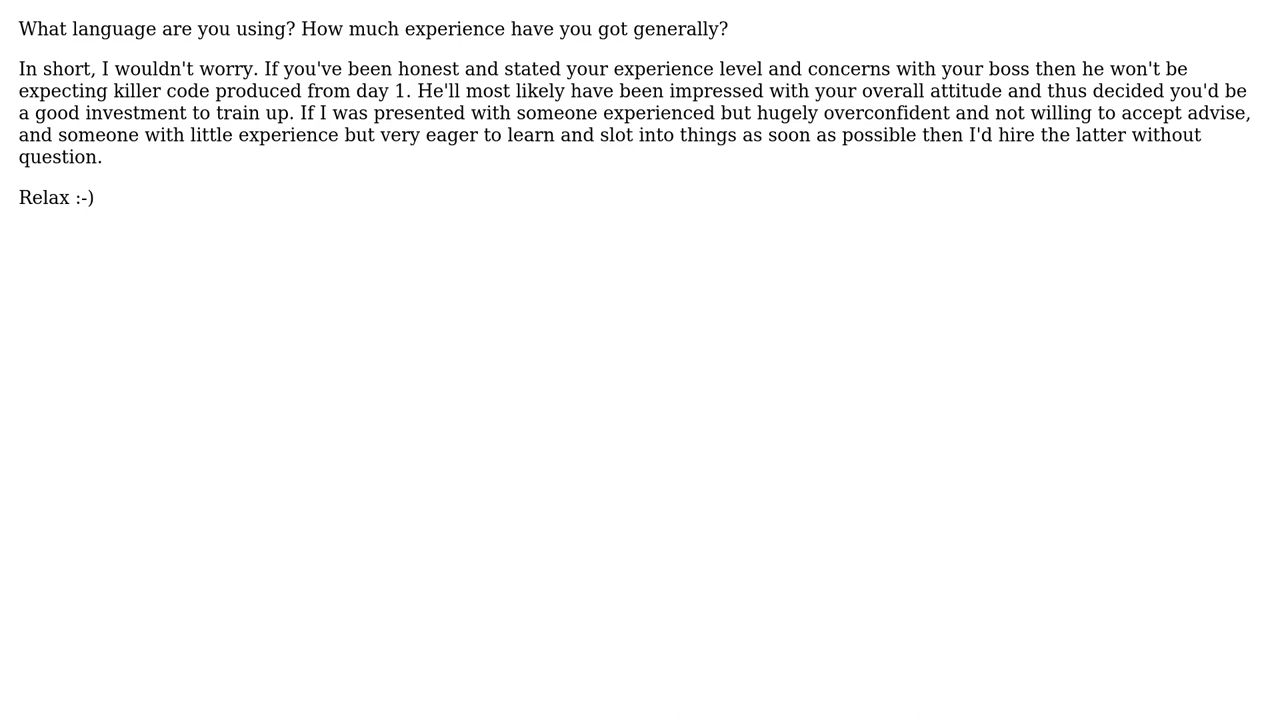 What language are you using? How much experience have you got generally?
In short, I wouldn't worry. If you've been honest and stated your experience level and concerns with your boss then he won't be
expecting killer code produced from day 1. He'll most likely have been impressed with your overall attitude and thus decided you'd be
a good investment to train up. If I was presented with someone experienced but hugely overconfident and not willing to accept advise,
and someone with little experience but very eager to learn and slot into things as soon as possible then I'd hire the latter without
question.
Relax :-)